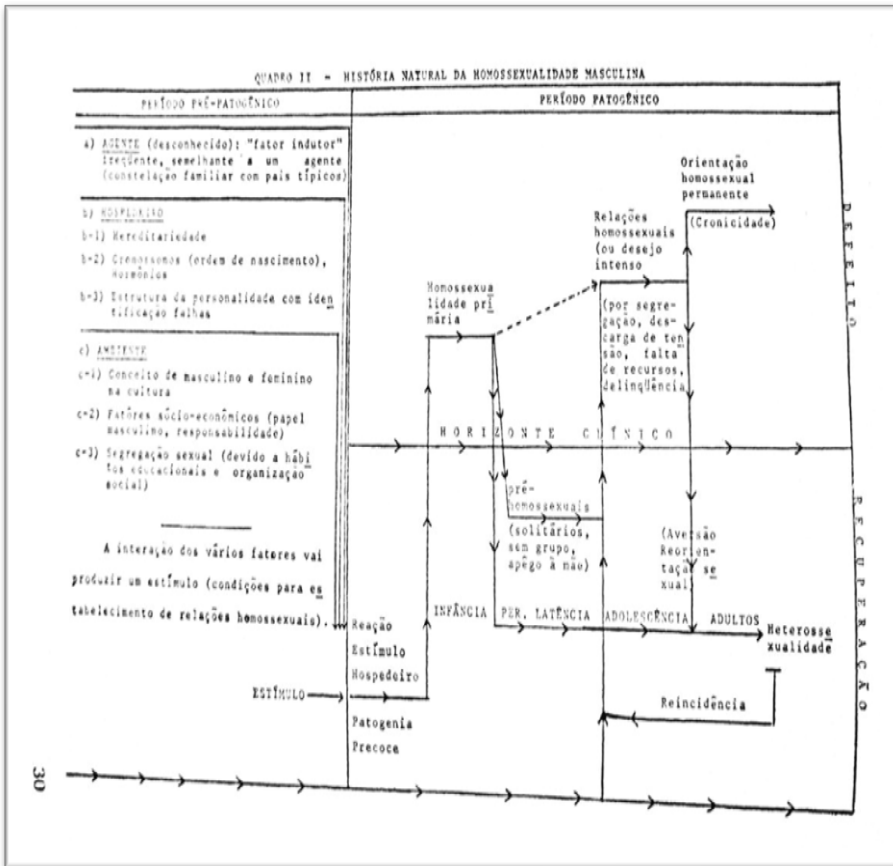 QUADRO II - HISTÓRIA NATURAL DA HOMOSSEXUALIDADE MASCULINA
PERÍODO PRÉ-PATOGÊNICO
a) AGENTE (desconhecido): "fator indutor"
freqüente, semelhante a um agente
(constelação familiar com pais típicos)
b) HOSPEDEIRO
b-1) Hereditariedade
b-2) Cromossomos (ordem de nascimento),
Hormônios
b-3) Estrutura da personalidade com iden
tificação falhas
c) AMBIENTE
c-1) Conceito de masculino e feminino
na cultura
c-2) Fatôres sócio-econômicos (papel
masculino, responsabilidade)
c-3) Segregação sexual (devido a hábi
tos educacionais e organização
social)
A interação dos vários fatores vai
produzir um estímulo (condições para es
tabelecimento de relações homossexuais).
ESTÍMULO
PERÍODO PATOGÊNICO
Reação
Estímulo
Hospedeiro
Patogenia
Precoce
Homossexua
lidade pri
mária
Relações
homossexuais
(ou desejo
intenso
(por segre-
gação, des-
carga de ten
são, falta
de recursos,
delinqüência
Orientação
homossexual
permanente
(Cronicidade)
HORIZONTE CLÍNICO
pré-
homossexuais
(solitários,
sem grupo,
apêgo à mãe)
(Aversão
Reorien-
tação se
xual)
INFÂNCIA PER. LATÊNCIA ADOLESCÊNCIA ADULTOS
Heterosse
xualidade
Reincidência
DEFEITO
RECUPERAÇÃO
30